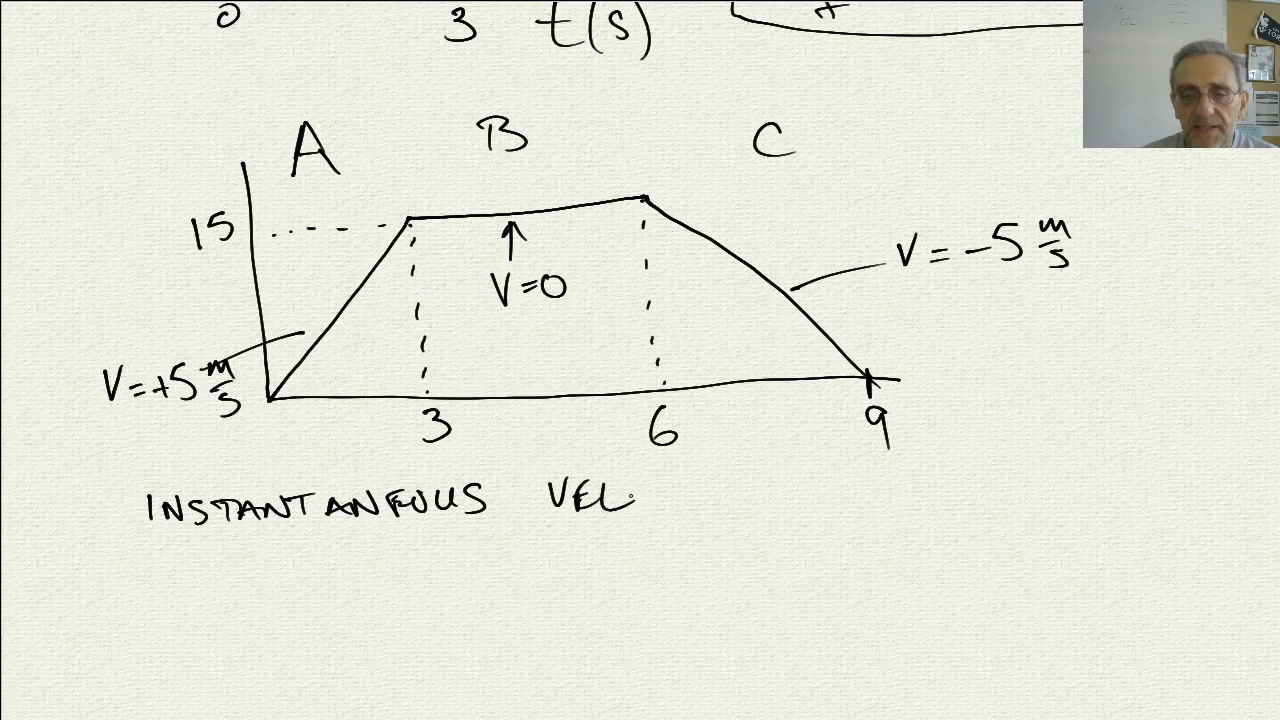 0 3 t(s)
A B C
15
V=0
V = -5 m/s
V=+5 m/s
3 6 9
INSTANTANEOUS VEL